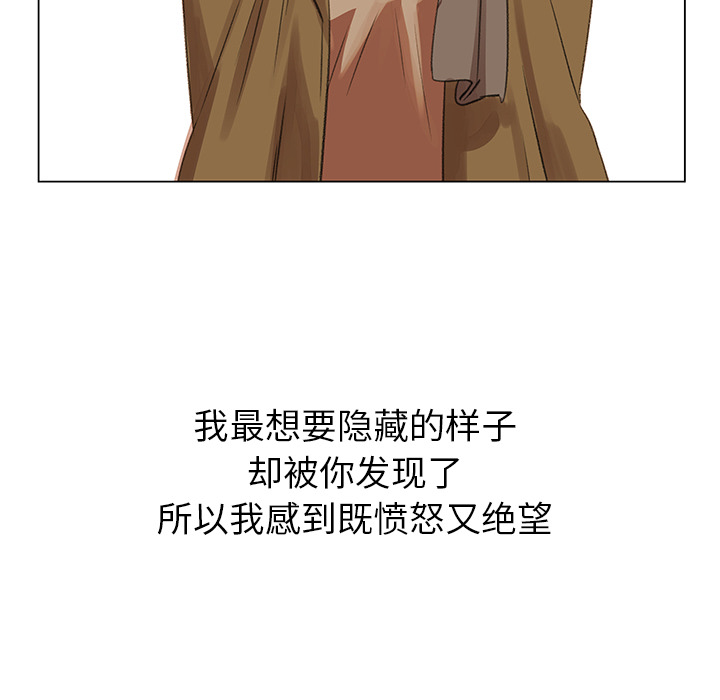 我最想要隐藏的样子
却被你发现了
所以我感到既愤怒又绝望